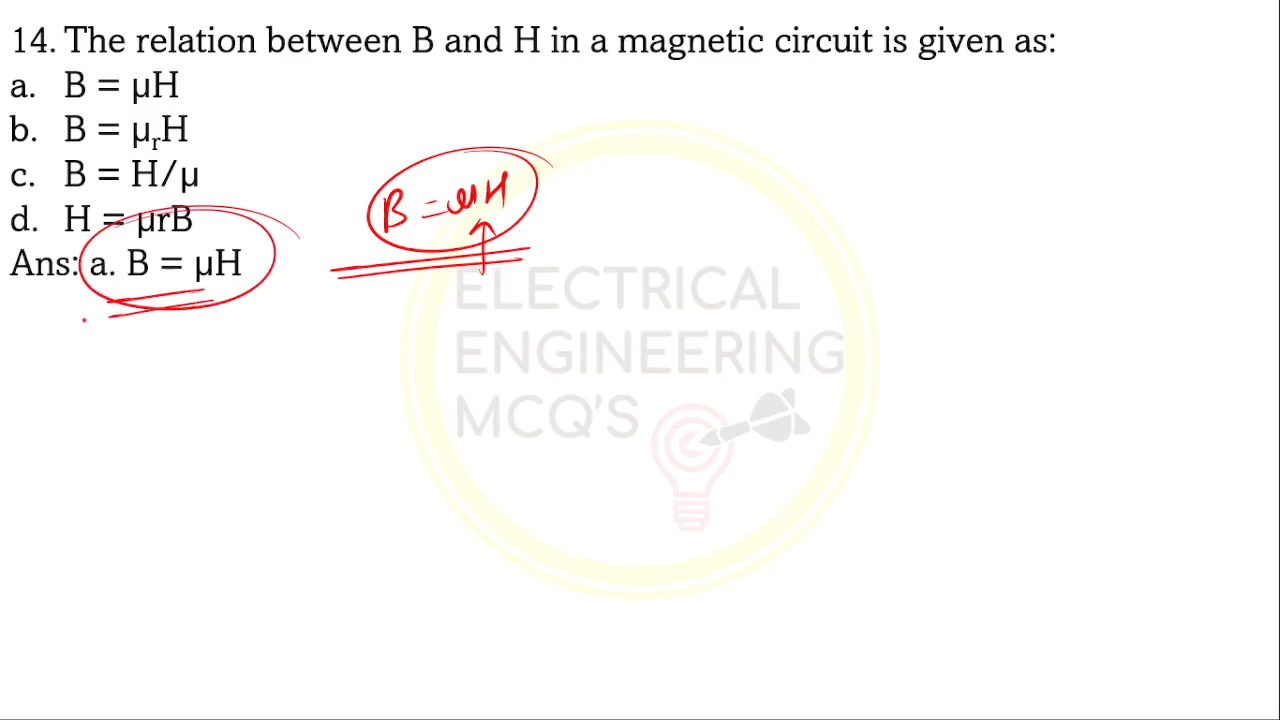 14. The relation between B and H in a magnetic circuit is given as:
a. B = µH
b. B = µrH
c. B = H/µ
d. H = µrB
Ans: a. B = µH
B = µH
ELECTRICAL
ENGINEERING
MCQ'S